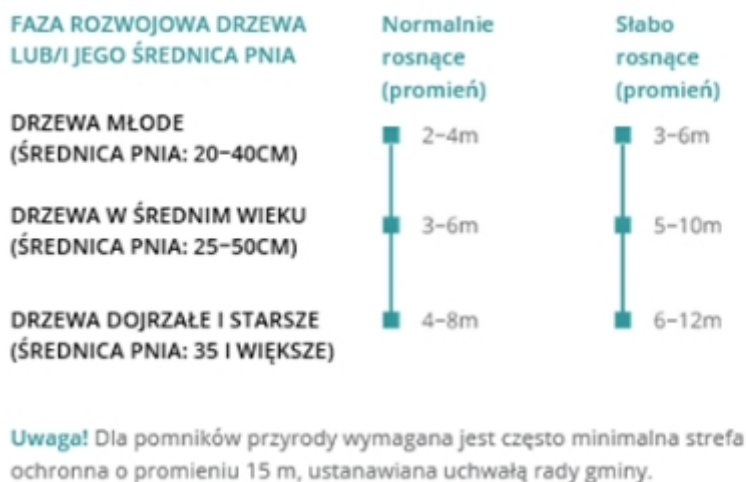 FAZA ROZWOJOWA DRZEWA
LUB/I JEGO ŚREDNICA PNIA
Normalnie
rosnące
(promień)
Słabo
rosnące
(promień)
DRZEWA MŁODE
(ŚREDNICA PNIA: 20–40CM)
2–4m
3–6m
DRZEWA W ŚREDNIM WIEKU
(ŚREDNICA PNIA: 25–50CM)
3–6m
5–10m
DRZEWA DOJRZAŁE I STARSZE
(ŚREDNICA PNIA: 35 I WIĘKSZE)
4–8m
6–12m
Uwaga! Dla pomników przyrody wymagana jest często minimalna strefa
ochronna o promieniu 15 m, ustanawiana uchwałą rady gminy.